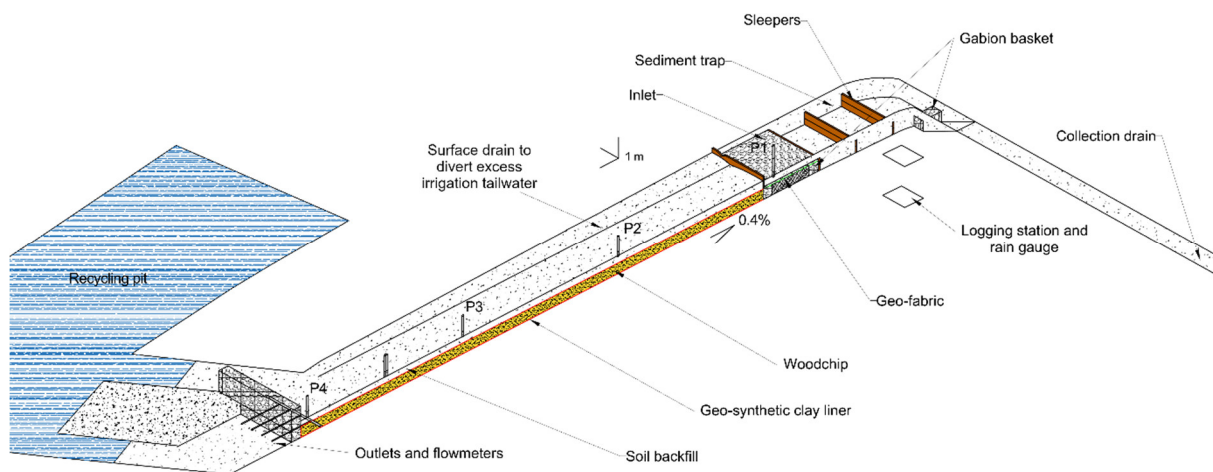 Sleepers
Gabion basket
Sediment trap
Inlet
P1
Collection drain
1 m
Surface drain to
divert excess
irrigation tailwater
P2
0.4%
Logging station and
rain gauge
Recycling pit
Geo-fabric
P3
Woodchip
P4
Geo-synthetic clay liner
Outlets and flowmeters
Soil backfill